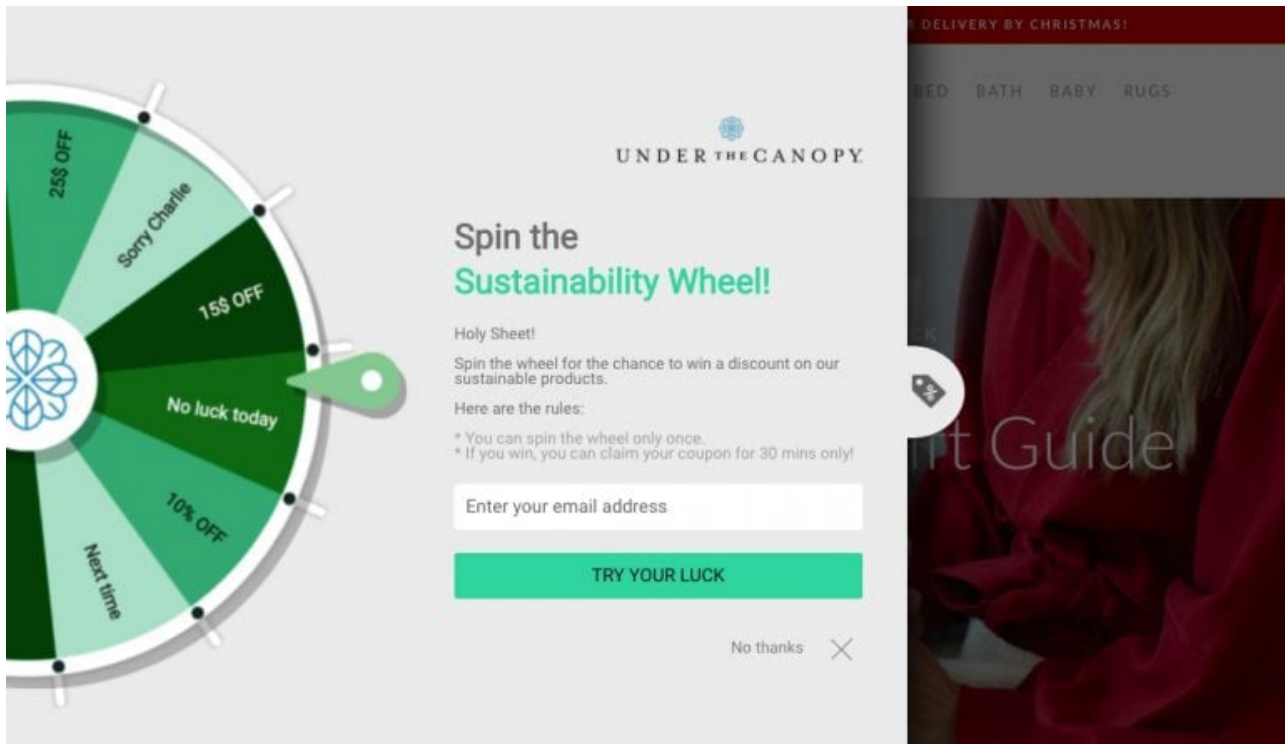 25$ OFF
Sorry Charlie
15$ OFF
No luck today
10% OFF
Next time
UNDER THE CANOPY
Spin the
Sustainability Wheel!
Holy Sheet!
Spin the wheel for the chance to win a discount on our
sustainable products.
Here are the rules:
* You can spin the wheel only once.
* If you win, you can claim your coupon for 30 mins only!
Enter your email address
TRY YOUR LUCK
No thanks
DELIVERY BY CHRISTMAS!
BED BATH BABY RUGS
Guide